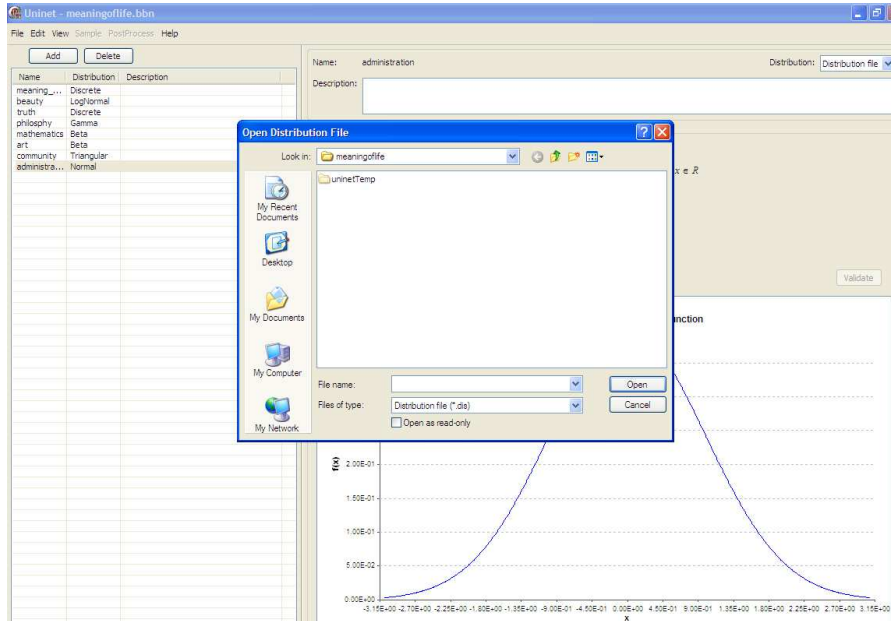 Uninet - meaningoflife.bbn
File Edit View Sample PostProcess Help
Add Delete
Name Distribution Description
meaning_... Discrete
beauty LogNormal
truth Discrete
philosphy Gamma
mathematics Beta
art Beta
community Triangular
administra... Normal
Name: administration
Distribution: Distribution file
Description:
x ∈ R
Validate
Open Distribution File
Look in: meaningoflife
uninetTemp
My Recent
Documents
Desktop
My Documents
My Computer
My Network
File name:
Open
Files of type: Distribution file (*.dis)
Cancel
Open as read-only
unction
f(x)
2.00E-01
1.50E-01
1.00E-01
5.00E-02
0.00E+00
-3.15E+00 -2.70E+00 -2.25E+00 -1.80E+00 -1.35E+00 -9.00E-01 -4.50E-01 0.00E+00 4.50E-01 9.00E-01 1.35E+00 1.80E+00 2.25E+00 2.70E+00 3.15E+00
x